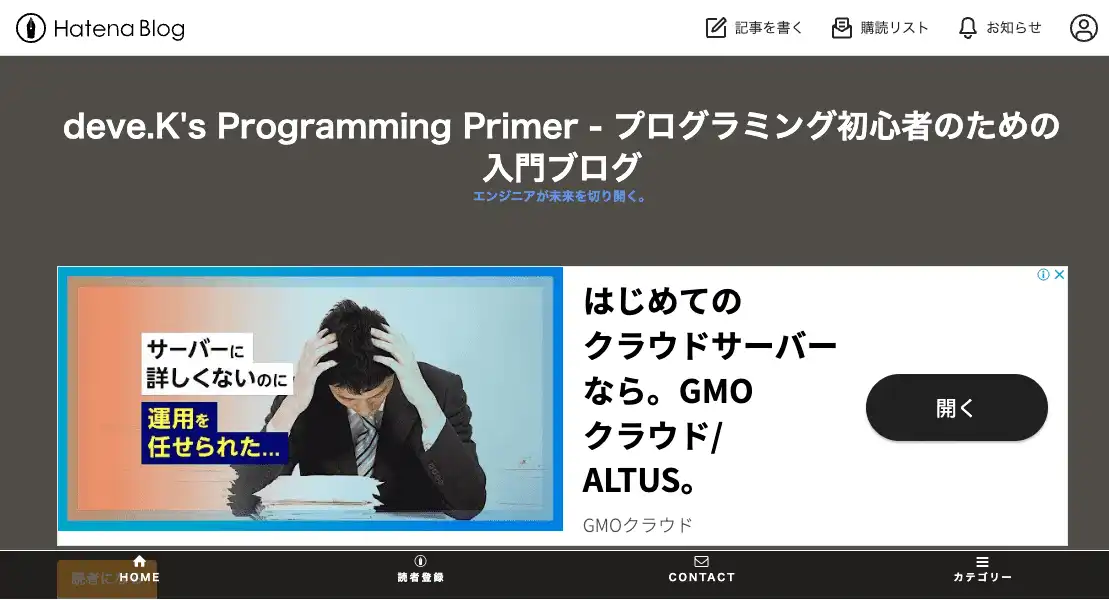 Hatena Blog
記事を書く
購読リスト
お知らせ
deve.K's Programming Primer - プログラミング初心者のための
入門ブログ
エンジニアが未来を切り開く。
サーバーに
詳しくないのに
運用を
任せられた...
はじめての
クラウドサーバー
なら。GMO
クラウド/
ALTUS。
GMOクラウド
開く
HOME
読者登録
CONTACT
カテゴリー